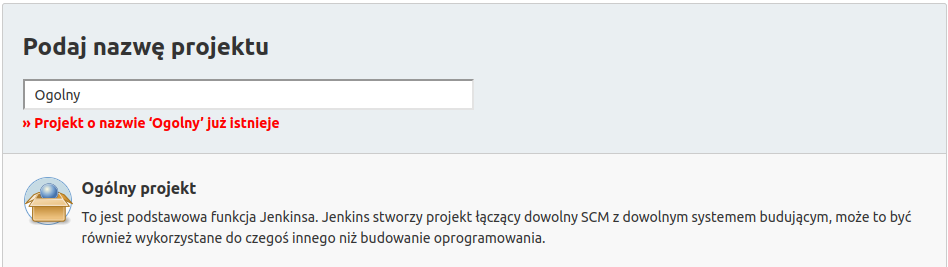 Podaj nazwę projektu
Ogolny
» Projekt o nazwie ‘Ogolny’ już istnieje
Ogólny projekt
To jest podstawowa funkcja Jenkinsa. Jenkins stworzy projekt łączący dowolny SCM z dowolnym systemem budującym, może to być
również wykorzystane do czegoś innego niż budowanie oprogramowania.